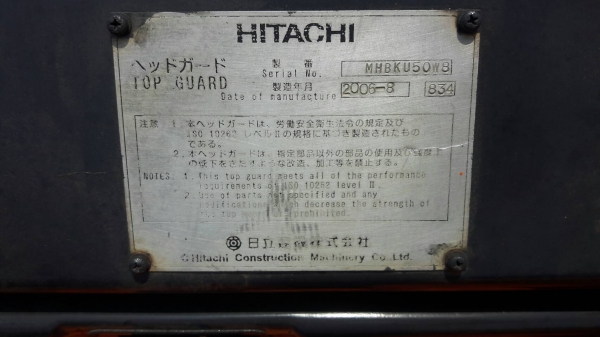 HITACHI
ヘッドガード 製 番
TOP GUARD Serial No. MHBKU50WB
製造年月
Date of manufacture 2006-8 834
注意 1. 本ヘッドガードは、労働安全衛生法令の規定及び
ISO 10262 レベルⅡの規格に基づき製造されたもの
である。
2. 本ヘッドガードは、指定部品以外の部品の使用及び強度
の低下をきたすような改造、加工等を禁止する。
NOTES 1. This top guard meets all of the performance
requirements of ISO 10262 level Ⅱ.
2. Use of parts not specified and any
modifications which decrease the strength of
the top prohibited.
日立建機株式会社
© Hitachi Construction Machinery Co.,Ltd.